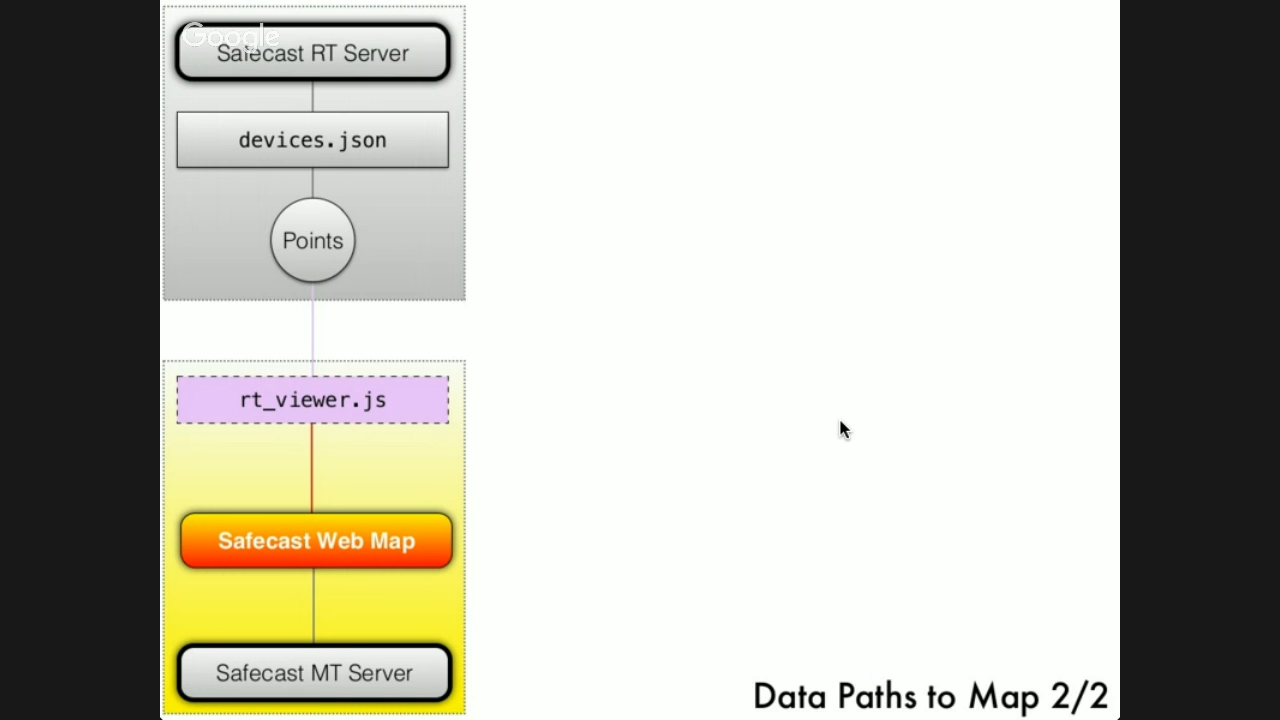 Google
Safecast RT Server
devices.json
Points
rt_viewer.js
Safecast Web Map
Safecast MT Server
Data Paths to Map 2/2